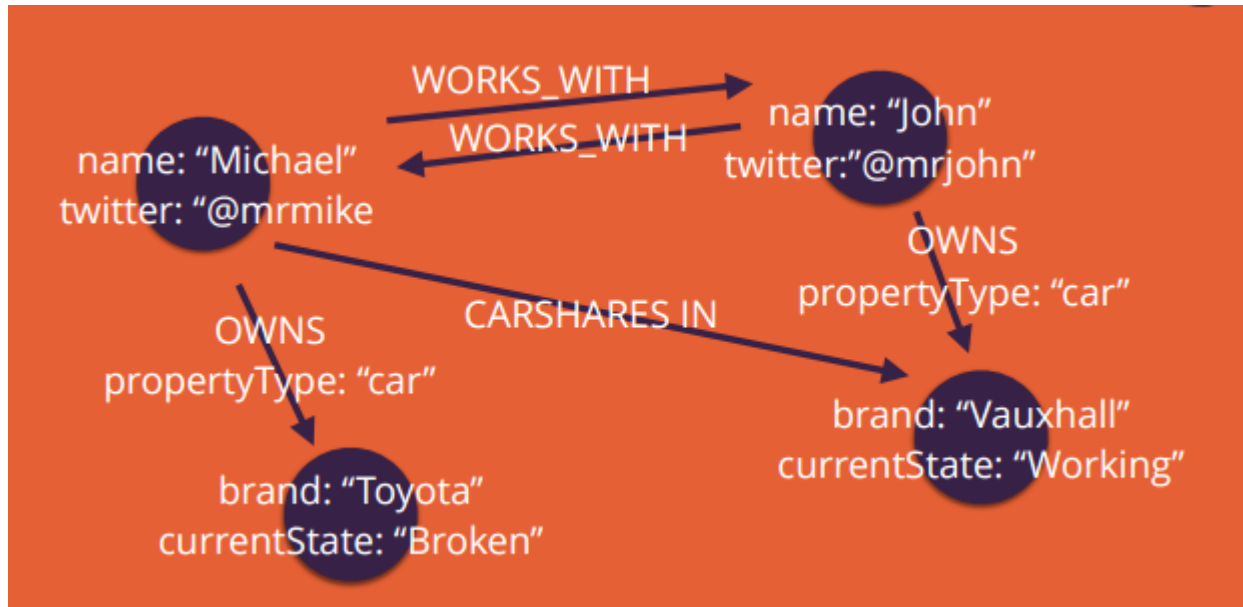 WORKS_WITH
name: “John”
twitter:”@mrjohn”
WORKS_WITH
name: “Michael”
twitter: “@mrmike
OWNS
propertyType: “car”
CARSHARES IN
OWNS
propertyType: “car”
brand: “Vauxhall”
currentState: “Working”
brand: “Toyota”
currentState: “Broken”